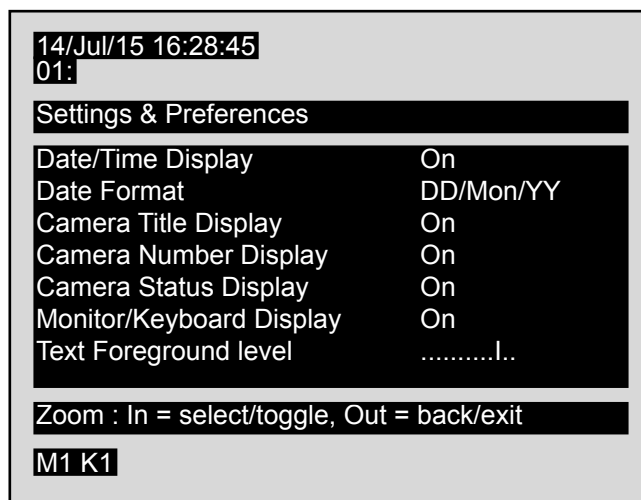 14/Jul/15 16:28:45
01:
Settings & Preferences
Date/Time Display On
Date Format DD/Mon/YY
Camera Title Display On
Camera Number Display On
Camera Status Display On
Monitor/Keyboard Display On
Text Foreground level ..........I..
Zoom : In = select/toggle, Out = back/exit
M1 K1